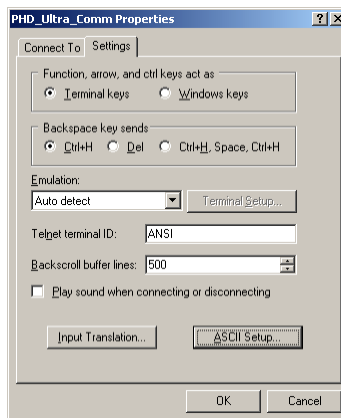 PHD_Ultra_Comm Properties
Connect To
Settings
Function, arrow, and ctrl keys act as
Terminal keys
Windows keys
Backspace key sends
Ctrl+H
Del
Ctrl+H, Space, Ctrl+H
Emulation:
Auto detect
Terminal Setup...
Telnet terminal ID:
ANSI
Backscroll buffer lines:
500
Play sound when connecting or disconnecting
Input Translation...
ASCII Setup...
OK
Cancel